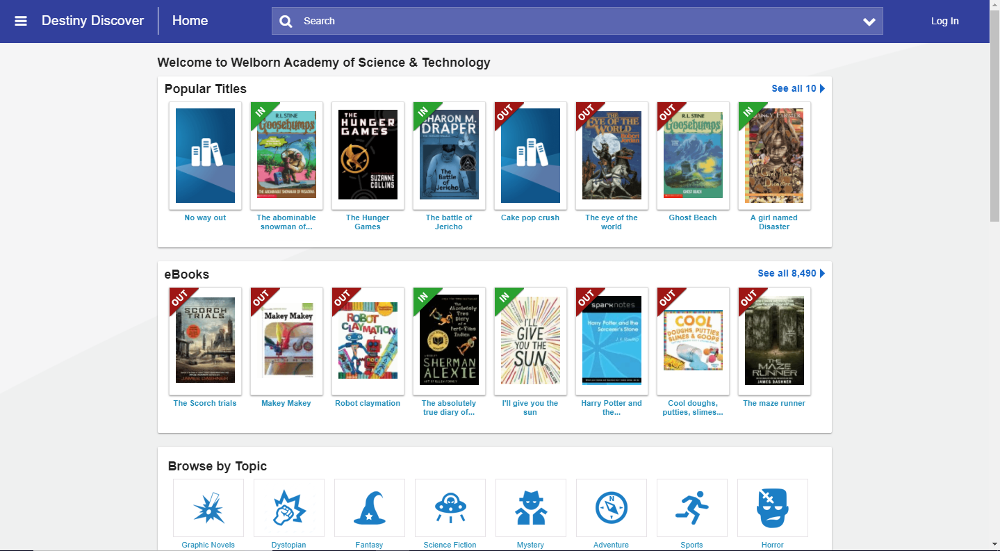 Destiny Discover
Home
Search
Log In
Welcome to Welborn Academy of Science & Technology
Popular Titles
See all 10
IN
IN
OUT
OUT
OUT
IN
R.L. STINE
Goosebumps
THE ABOMINABLE SNOWMAN OF PASADENA
THE
HUNGER
GAMES
SUZANNE
COLLINS
SHARON M.
DRAPER
The
Battle
of
Jericho
THE
EYE OF THE
WORLD
Robert
Jordan
R.L. STINE
Goosebumps
GHOST BEACH
NANCY FARMER
A Girl Named
Disaster
No way out
The abominable
snowman of...
The Hunger
Games
The battle of
Jericho
Cake pop crush
The eye of the
world
Ghost Beach
A girl named
Disaster
eBooks
See all 8,490
OUT
OUT
OUT
IN
IN
OUT
OUT
OUT
SCORCH
TRIALS
JAMES DASHNER
Makey Makey
ROBOT
CLAYMATION
The
Absolutely
True Diary
of a
Part-Time
Indian
SHERMAN
ALEXIE
I'LL
GIVE
YOU THE
SUN
sparknotes
Harry Potter and the
Sorcerer's Stone
J. K. Rowling
COOL
DOUGHS, PUTTIES,
SLIMES & GOOPS
THE
MAZE
RUNNER
JAMES DASHNER
The Scorch trials
Makey Makey
Robot claymation
The absolutely
true diary of...
I'll give you the
sun
Harry Potter and
the...
Cool doughs,
putties, slimes...
The maze runner
Browse by Topic
N
Graphic Novels
Dystopian
Fantasy
Science Fiction
Mystery
Adventure
Sports
Horror